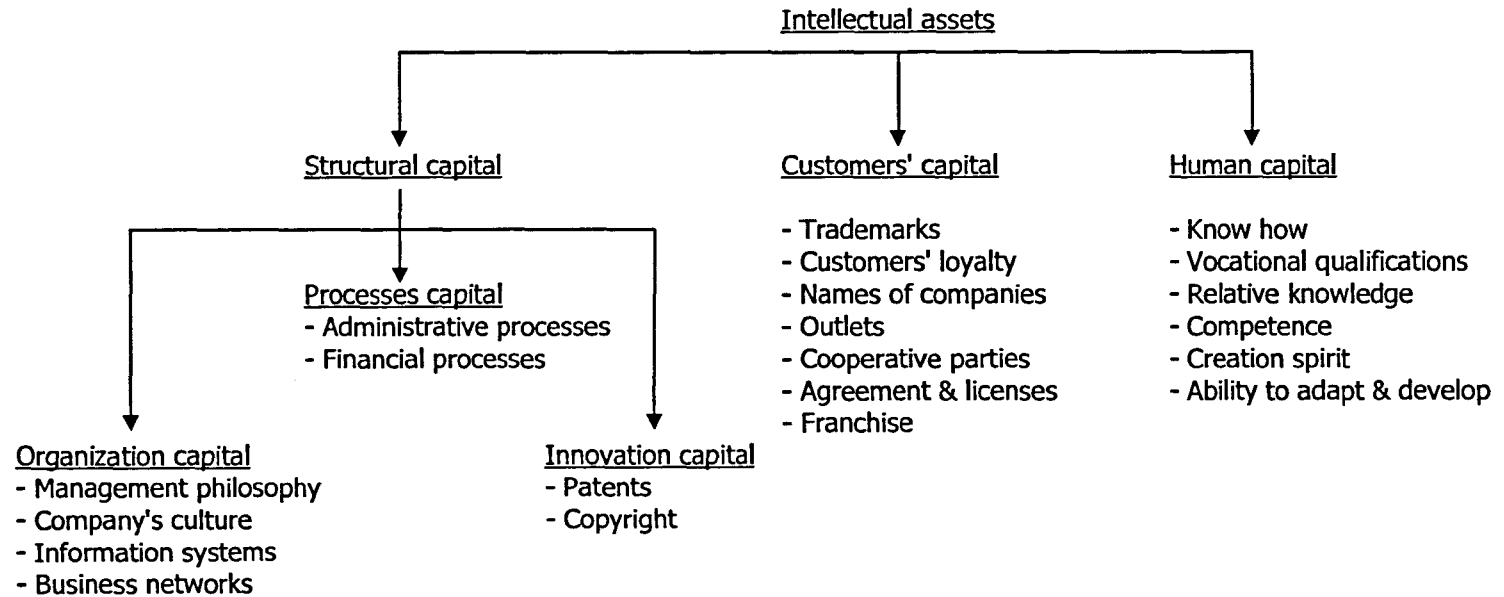 Intellectual assets
Structural capital
Processes capital
- Administrative processes
- Financial processes
Organization capital
- Management philosophy
- Company's culture
- Information systems
- Business networks
Innovation capital
- Patents
- Copyright
Customers' capital
- Trademarks
- Customers' loyalty
- Names of companies
- Outlets
- Cooperative parties
- Agreement & licenses
- Franchise
Human capital
- Know how
- Vocational qualifications
- Relative knowledge
- Competence
- Creation spirit
- Ability to adapt & develop